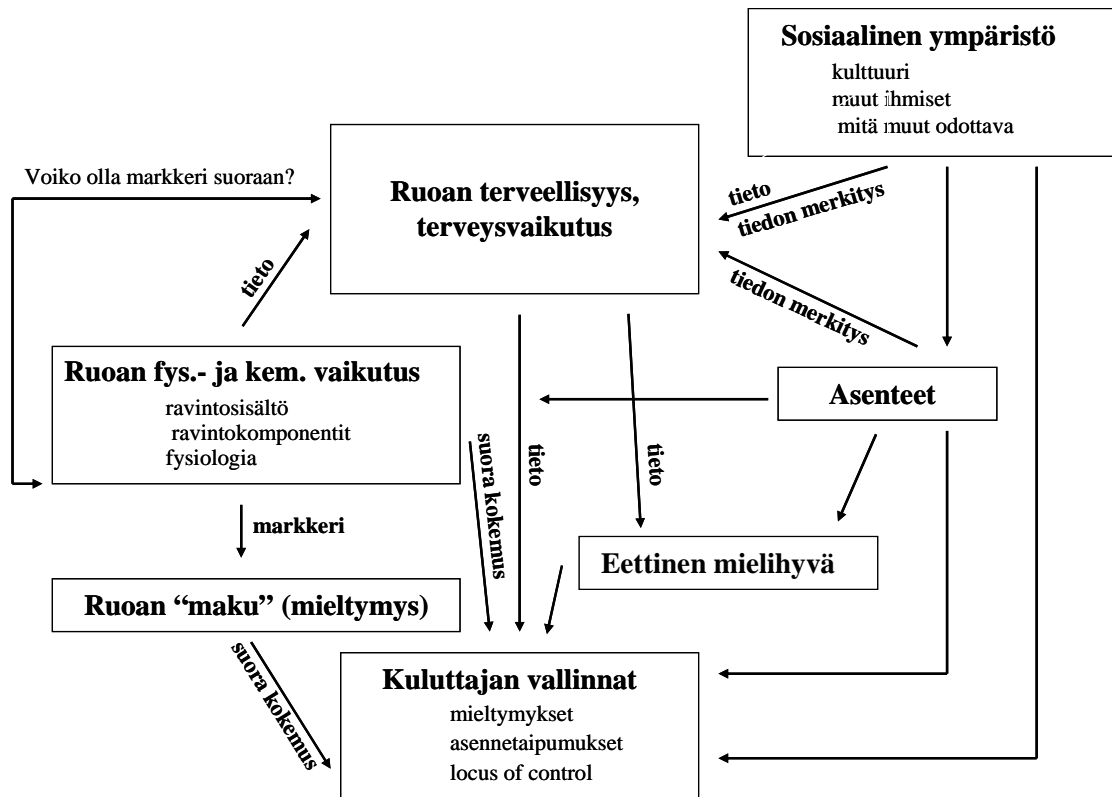 Sosiaalinen ympäristö
kulttuuri
muut ihmiset
mitä muut odottava
Voiko olla markkeri suoraan?
Ruoan terveellisyys,
terveysvaikutus
tieto
tiedon merkitys
tieto
tiedon merkitys
Ruoan fys.- ja kem. vaikutus
ravintosisältö
ravintokomponentit
fysiologia
Asenteet
suora kokemus
tieto
tieto
markkeri
Eettinen mielihyvä
Ruoan “maku” (mieltymys)
suora kokemus
Kuluttajan vallinnat
mieltymykset
asennetaipumukset
locus of control